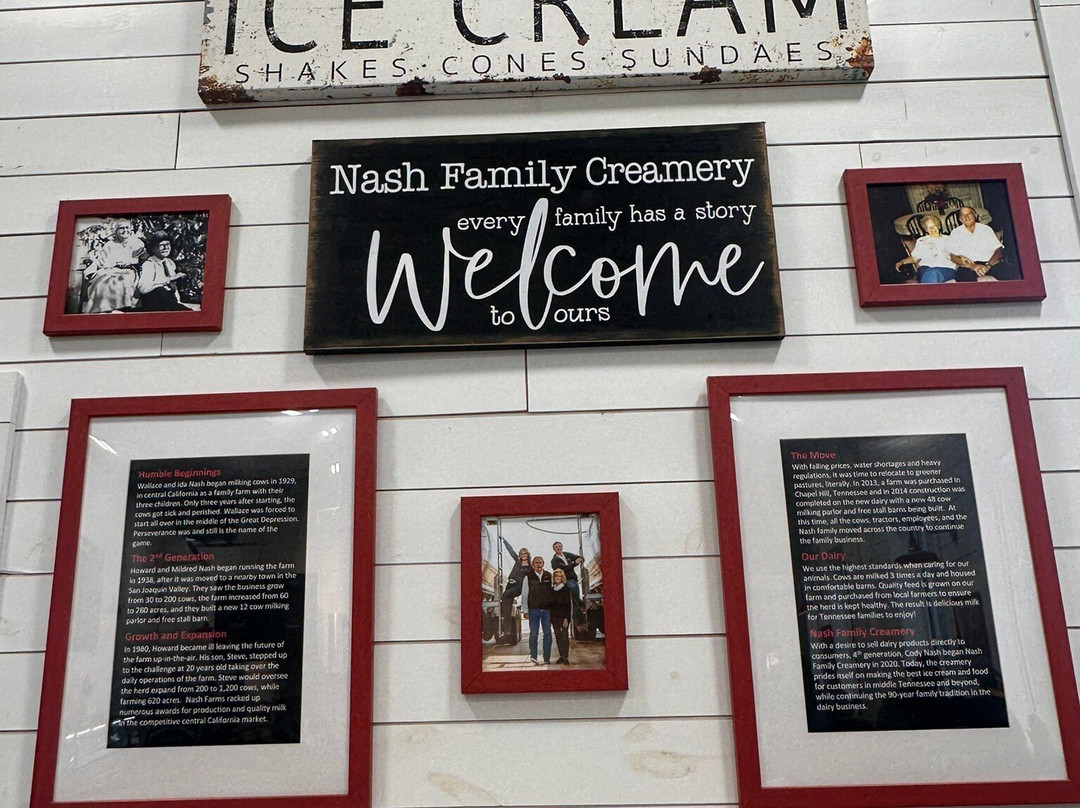 ICE CREAM
SHAKES·CONES·SUNDAES
Nash Family Creamery
every family has a story
Welcome
to ours
Humble Beginnings
Wallace and Ida Nash began milking cows in 1929,
in central California as a family farm with their
three children. Only three years after starting, the
cows got sick and perished. Wallace was forced to
start all over in the middle of the Great Depression.
Perseverance was and still is the name of the
game.
The 2nd Generation
Howard and Mildred Nash began running the farm
in 1938, after it was moved to a nearby town in the
San Joaquin Valley. They saw the business grow
from 30 to 200 cows, the farm increased from 60
to 280 acres, and they built a new 12 cow milking
parlor and free stall barn.
Growth and Expansion
In 1980, Howard became ill leaving the future of
the farm up-in-the-air. His son, Steve, stepped up
to the challenge at 20 years old taking over the
daily operations of the farm. Steve would oversee
the herd expand from 200 to 1,200 cows, while
farming 620 acres. Nash Farms racked up
numerous awards for production and quality milk
in the competitive central California market.
The Move
With falling prices, water shortages and heavy
regulations, it was time to relocate to greener
pastures, literally. In 2013, a farm was purchased in
Chapel Hill, Tennessee and in 2014 construction was
completed on the new dairy with a new 48 cow
milking parlor and free stall barns being built. At
this time, all the cows, tractors, employees, and the
Nash family moved across the country to continue
the family business.
Our Dairy
We use the highest standards when caring for our
animals. Cows are milked 3 times a day and housed
in comfortable barns. Quality feed is grown on our
farm and purchased from local farmers to ensure
the herd is kept healthy. The result is delicious milk
for Tennessee families to enjoy!
Nash Family Creamery
With a desire to sell dairy products directly to
consumers, 4th generation, Cody Nash began Nash
Family Creamery in 2020. Today, the creamery
prides itself on making the best ice cream and food
for customers in middle Tennessee and beyond,
while continuing the 90-year family tradition in the
dairy business.